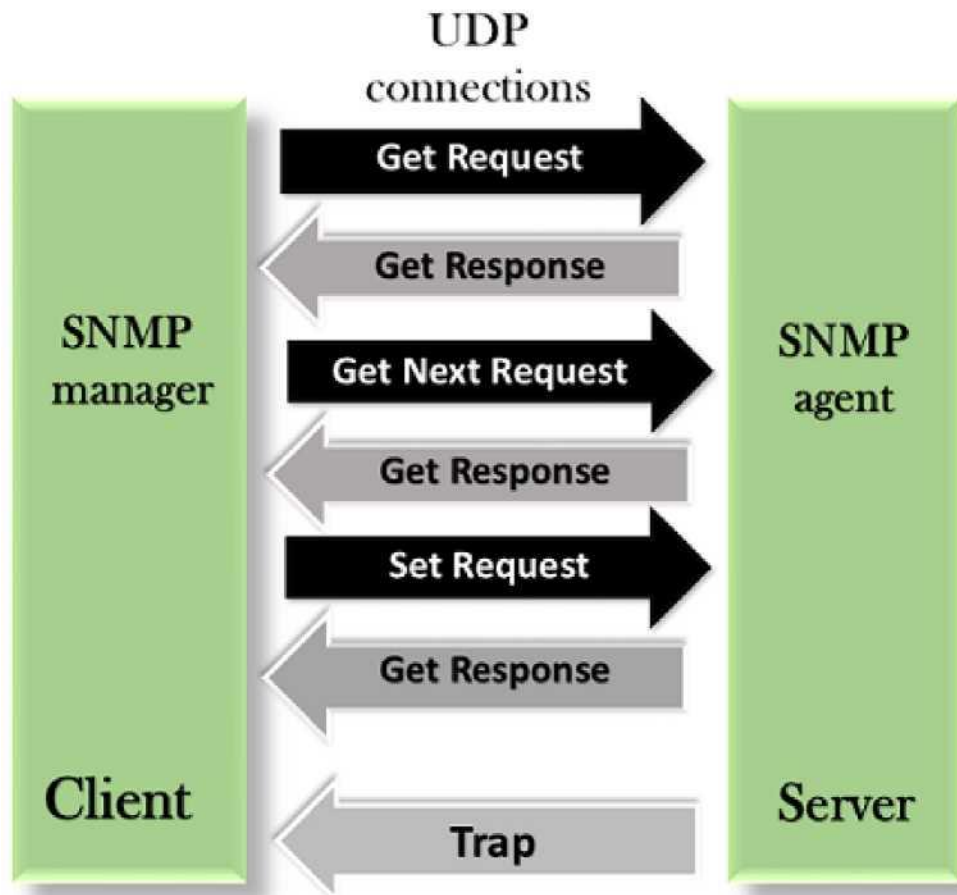 UDP
connections
Get Request
Get Response
SNMP
manager
Get Next Request
SNMP
agent
Get Response
Set Request
Get Response
Client
Server
Trap